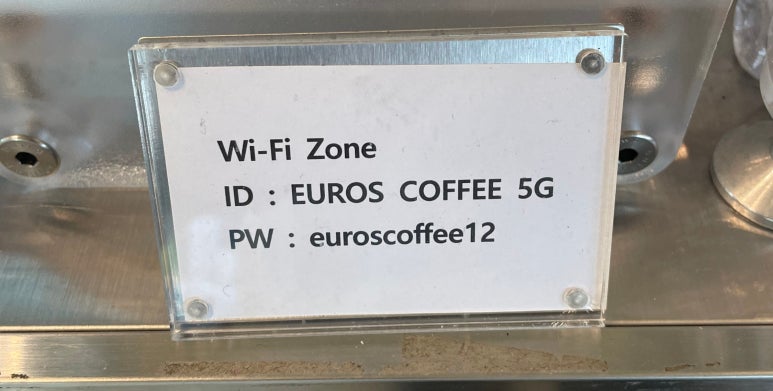 Wi-Fi Zone
ID : EUROS COFFEE 5G
PW : euroscoffee12